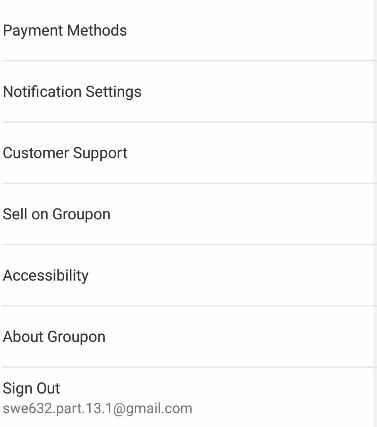 Payment Methods
Notification Settings
Customer Support
Sell on Groupon
Accessibility
About Groupon
Sign Out
swe632.part.13.1@gmail.com